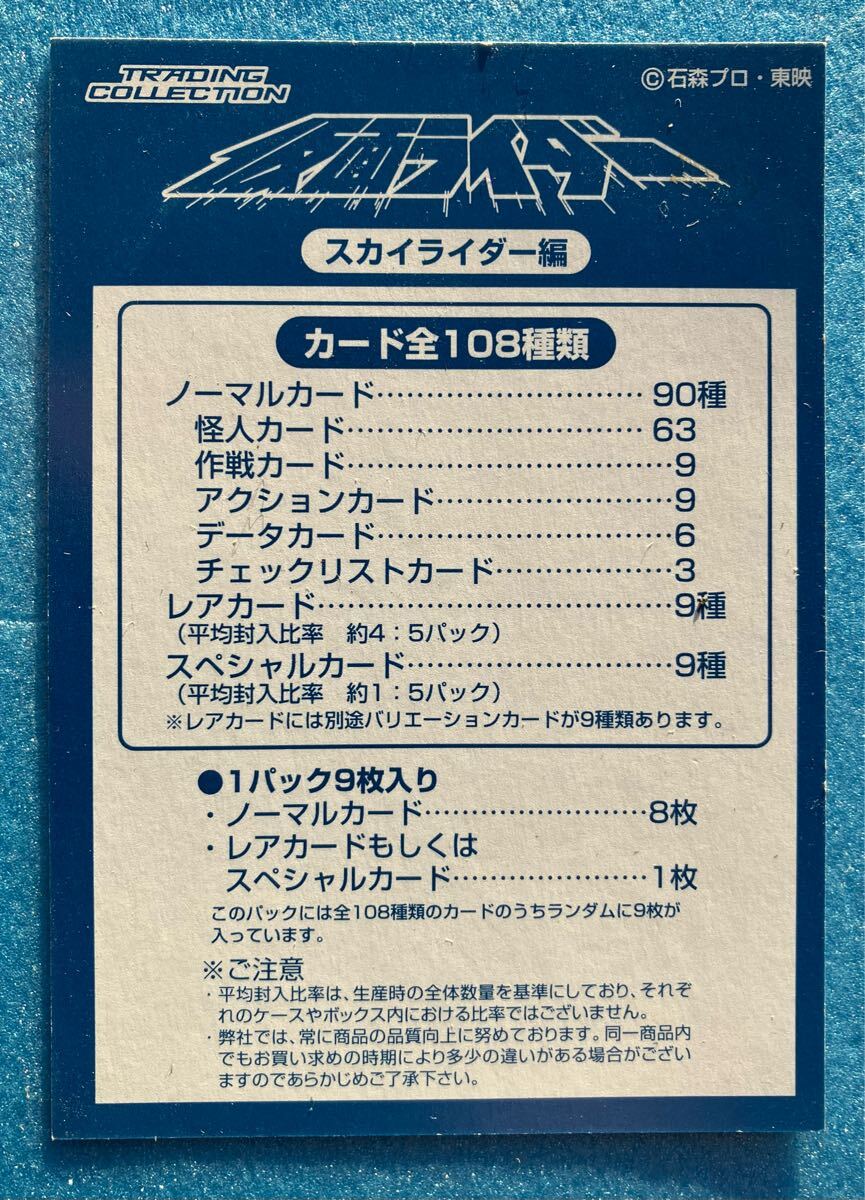 TRADING
COLLECTION
©石森プロ・東映
仮面ライダー
スカイライダー編
カード全108種類
ノーマルカード…………………………90種
怪人カード……………………………63
作戦カード………………………………9
アクションカード………………………9
データカード……………………………6
チェックリストカード………………3
レアカード………………………………9種
（平均封入比率　約4：5パック）
スペシャルカード………………………9種
（平均封入比率　約1：5パック）
※レアカードには別途バリエーションカードが9種類あります。
●1パック9枚入り
・ノーマルカード……………………8枚
・レアカードもしくは
スペシャルカード…………………1枚
このパックには全108種類のカードのうちランダムに9枚が
入っています。
※ご注意
・平均封入比率は、生産時の全体数量を基準にしており、それぞ
れのケースやボックス内における比率ではございません。
・弊社では、常に商品の品質向上に努めております。同一商品内
でもお買い求めの時期により多少の違いがある場合がござい
ますのであらかじめご了承下さい。